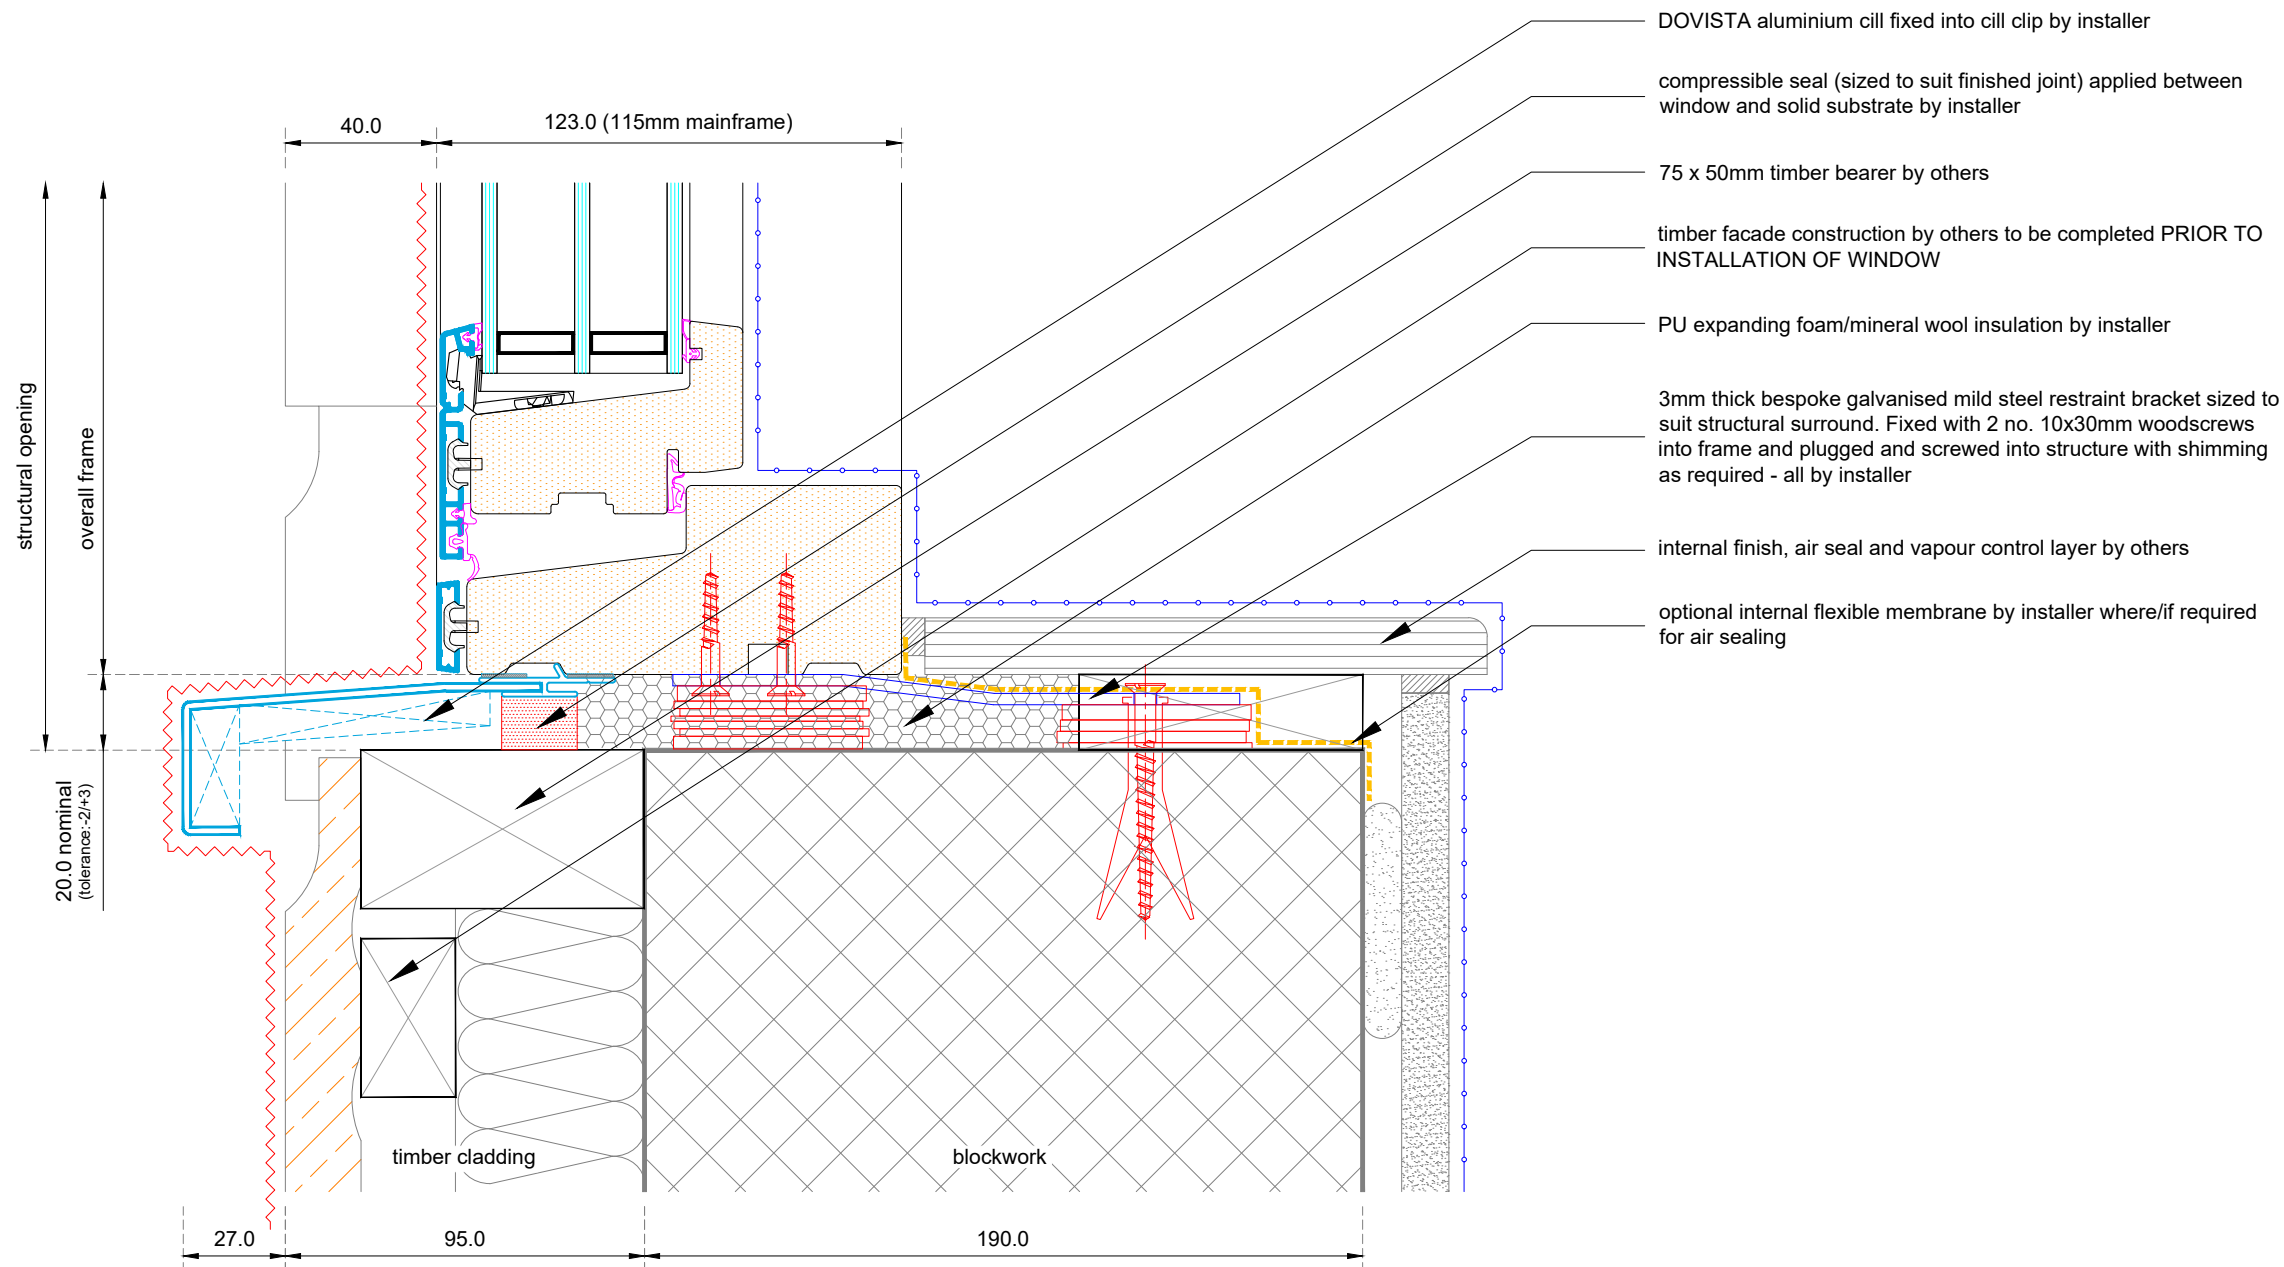 DOVISTA aluminium cill fixed into cill clip by installer
compressible seal (sized to suit finished joint) applied between
window and solid substrate by installer
75 x 50mm timber bearer by others
timber facade construction by others to be completed PRIOR TO
INSTALLATION OF WINDOW
PU expanding foam/mineral wool insulation by installer
3mm thick bespoke galvanised mild steel restraint bracket sized to
suit structural surround. Fixed with 2 no. 10x30mm woodscrews
into frame and plugged and screwed into structure with shimming
as required - all by installer
internal finish, air seal and vapour control layer by others
optional internal flexible membrane by installer where/if required
for air sealing
40.0
123.0 (115mm mainframe)
structural opening
overall frame
20.0 nominal
(tolerance:-2/+3)
timber cladding
blockwork
27.0
95.0
190.0